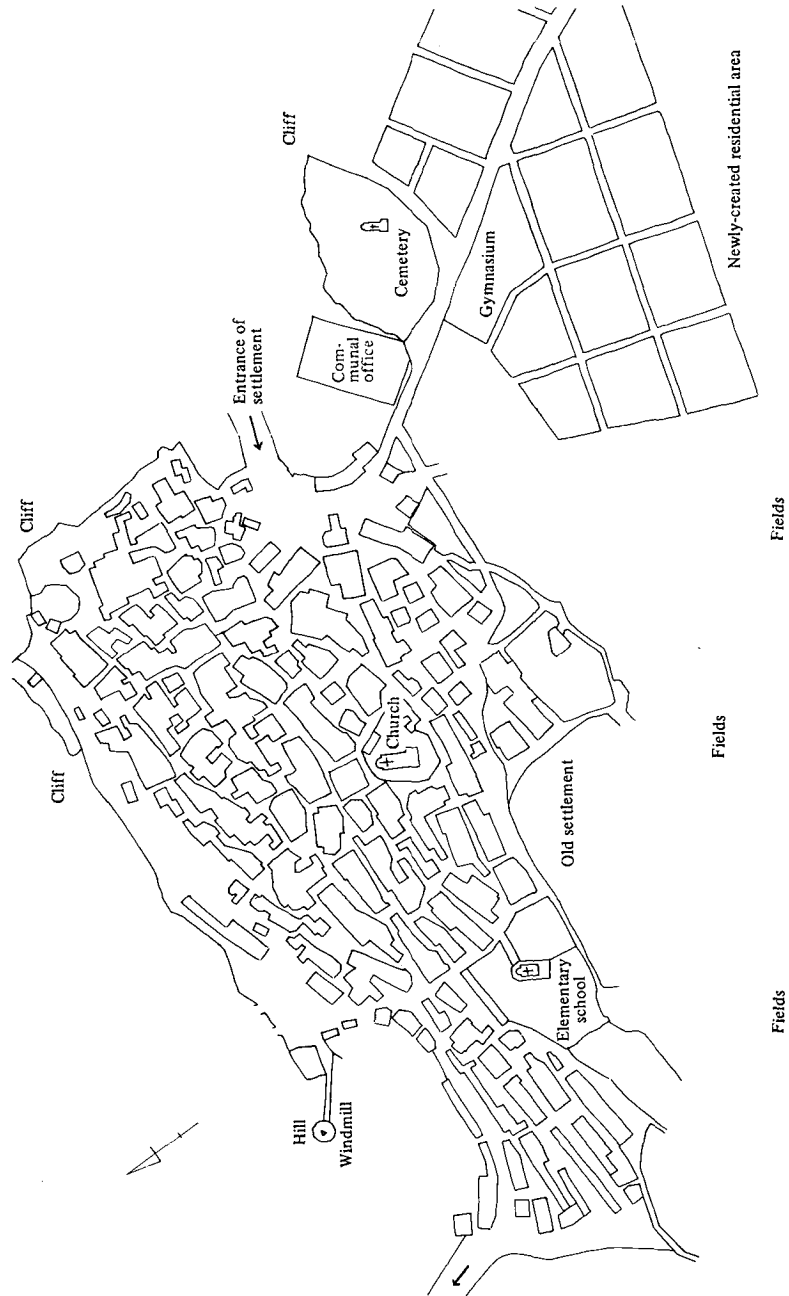 Cliff
Cliff
Cliff
Entrance of
settlement
Com-
munal
office
Cemetery
Gymnasium
Newly-created residential area
Church
Old settlement
Elementary
school
Hill
Windmill
Fields
Fields
Fields